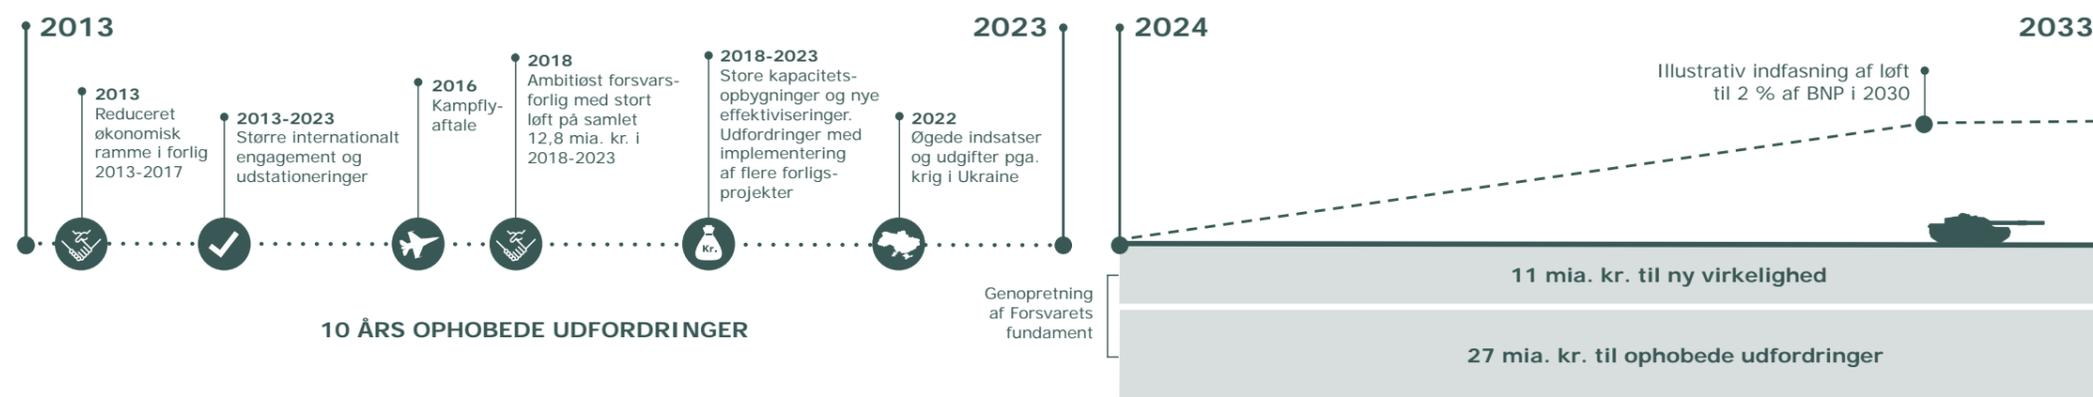 2013
2013
Reduceret
økonomisk
ramme i forlig
2013-2017
2013-2023
Større internationalt
engagement og
udstationeringer
2016
Kampfly-
aftale
2018
Ambitiøst forsvars-
forlig med stort
løft på samlet
12,8 mia. kr. i
2018-2023
2018-2023
Store kapacitets-
opbygninger og nye
effektiviseringer.
Udfordringer med
implementering
af flere forligs-
projekter
Kr.
2022
Øgede indsatser
og udgifter pga.
krig i Ukraine
2023
10 ÅRS OPHOBEDE UDFORDRINGER
2024
2033
Illustrativ indfasning af løft
til 2 % af BNP i 2030
Genopretning
af Forsvarets
fundament
11 mia. kr. til ny virkelighed
27 mia. kr. til ophobede udfordringer